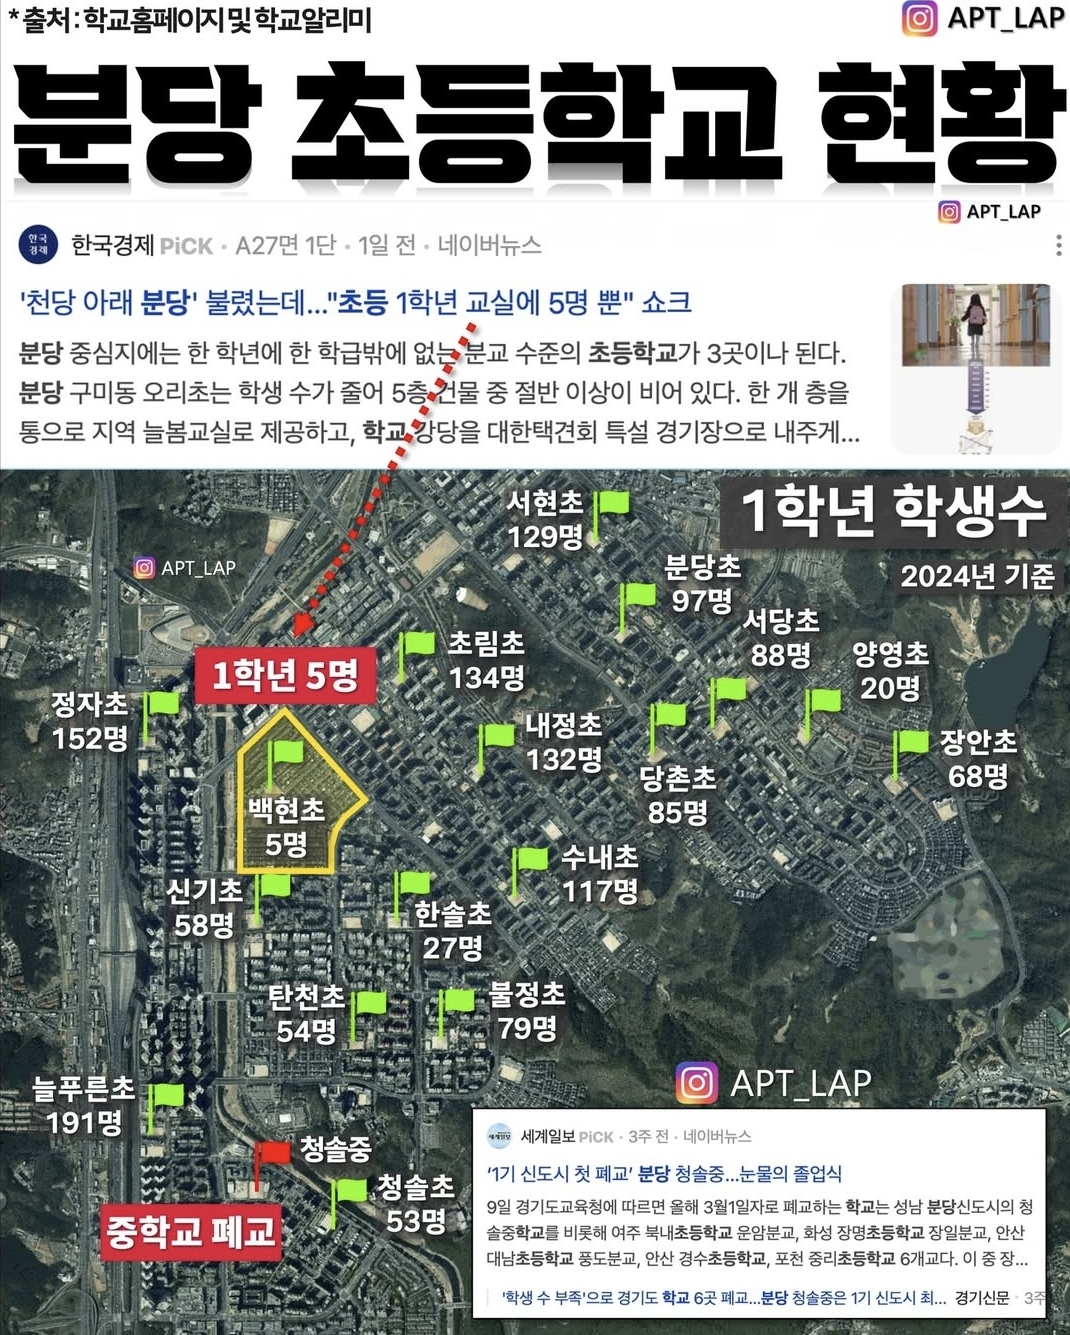 * 출처 : 학교홈페이지 및 학교알리미
APT_LAP
분당 초등학교 현황
APT_LAP
한국경제
한국경제 PiCK · A27면 1단 · 1일 전 · 네이버뉴스
'천당 아래 분당' 불렸는데..."초등 1학년 교실에 5명 뿐" 쇼크
분당 중심지에는 한 학년에 한 학급밖에 없는 분교 수준의 초등학교가 3곳이나 된다.
분당 구미동 오리초는 학생 수가 줄어 5층 건물 중 절반 이상이 비어 있다. 한 개 층을
통으로 지역 늘봄교실로 제공하고, 학교 강당을 대한택견회 특설 경기장으로 내주게...
1학년 학생수
2024년 기준
서현초
129명
APT_LAP
분당초
97명
서당초
88명
양영초
20명
초림초
134명
1학년 5명
정자초
152명
내정초
132명
장안초
68명
당촌초
85명
백현초
5명
수내초
117명
신기초
58명
한솔초
27명
탄천초
54명
불정초
79명
APT_LAP
늘푸른초
191명
청솔중
청솔초
53명
중학교 폐교
세계일보
세계일보 PiCK · 3주 전 · 네이버뉴스
'1기 신도시 첫 폐교' 분당 청솔중...눈물의 졸업식
9일 경기도교육청에 따르면 올해 3월1일자로 폐교하는 학교는 성남 분당신도시의 청
솔중학교를 비롯해 여주 북내초등학교 운암분교, 화성 장명초등학교 장일분교, 안산
대남초등학교 풍도분교, 안산 경수초등학교, 포천 중리초등학교 6개교다. 이 중 장...
'학생 수 부족'으로 경기도 학교 6곳 폐교...분당 청솔중은 1기 신도시 최... 경기신문 · 3주